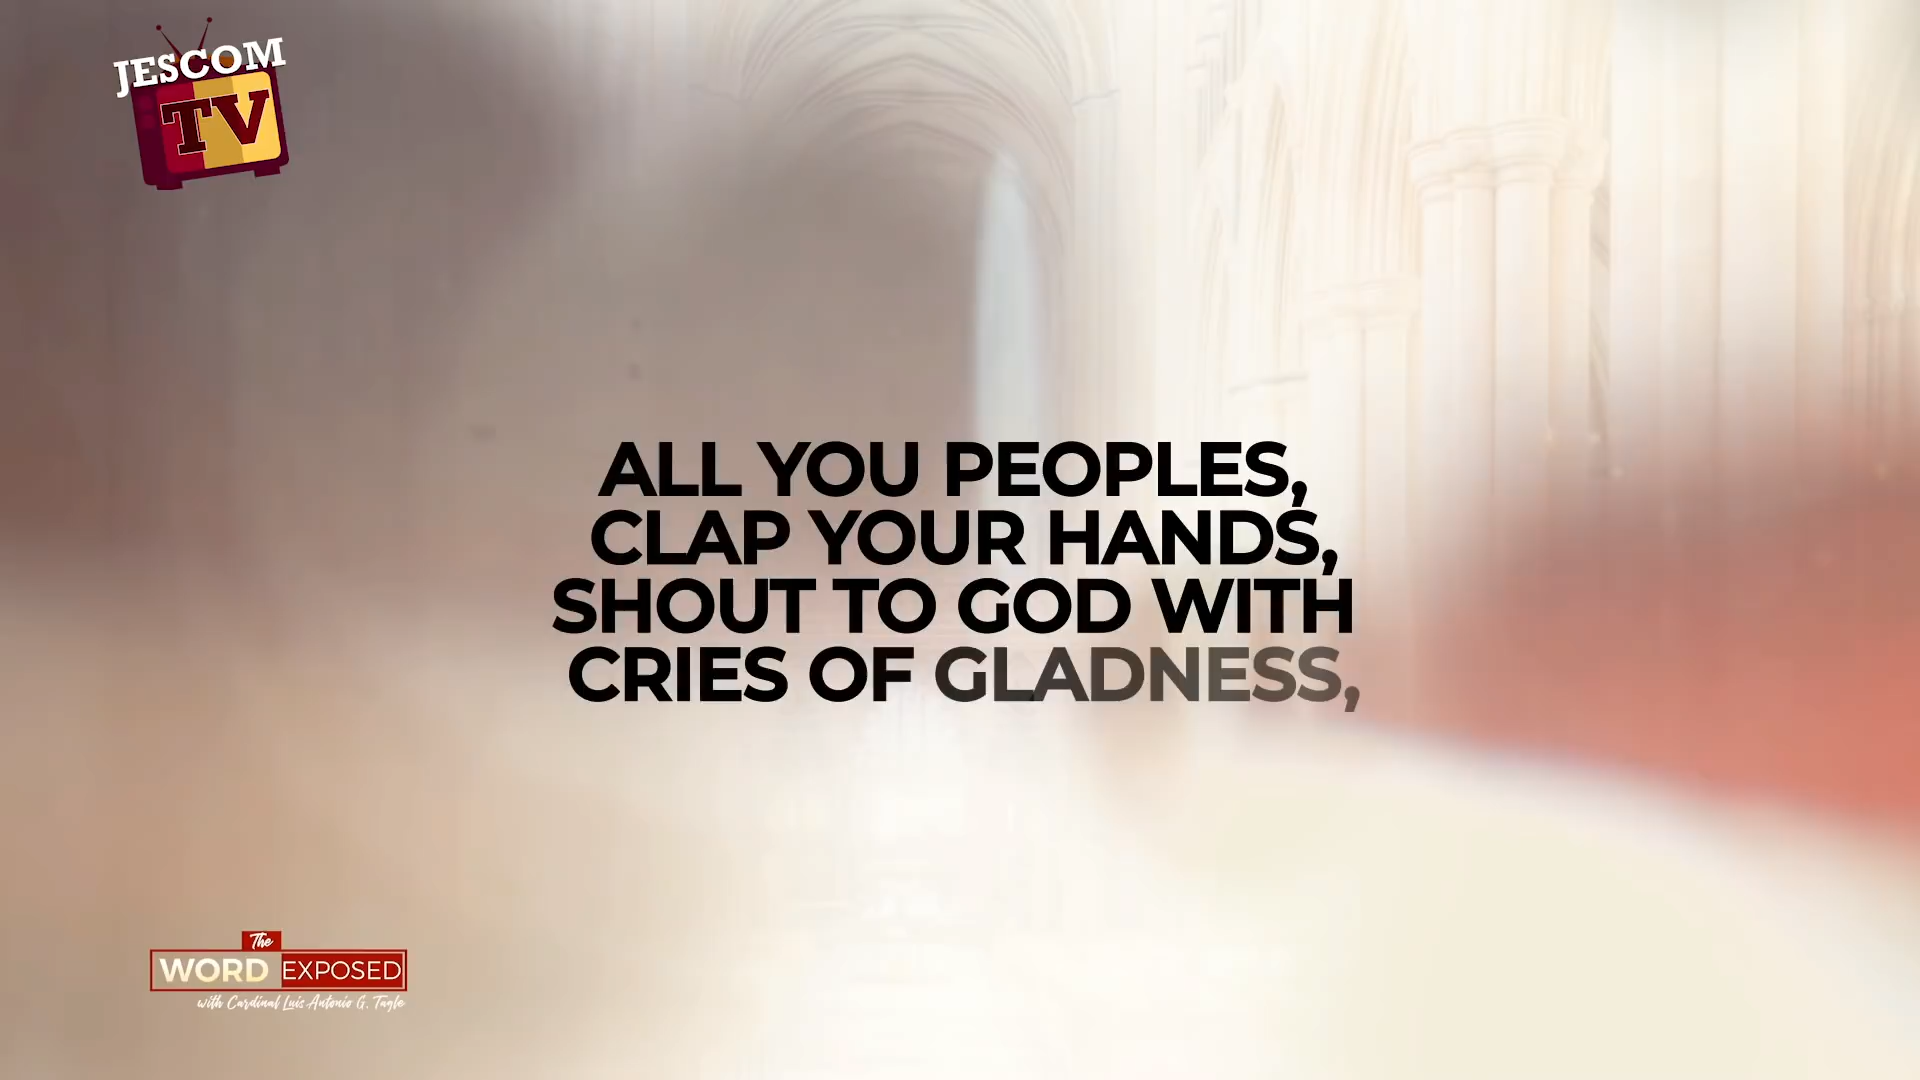 JESCOM
TV
ALL YOU PEOPLES,
CLAP YOUR HANDS,
SHOUT TO GOD WITH
CRIES OF GLADNESS,
The
WORD EXPOSED
with Cardinal Luis Antonio G. Tagle